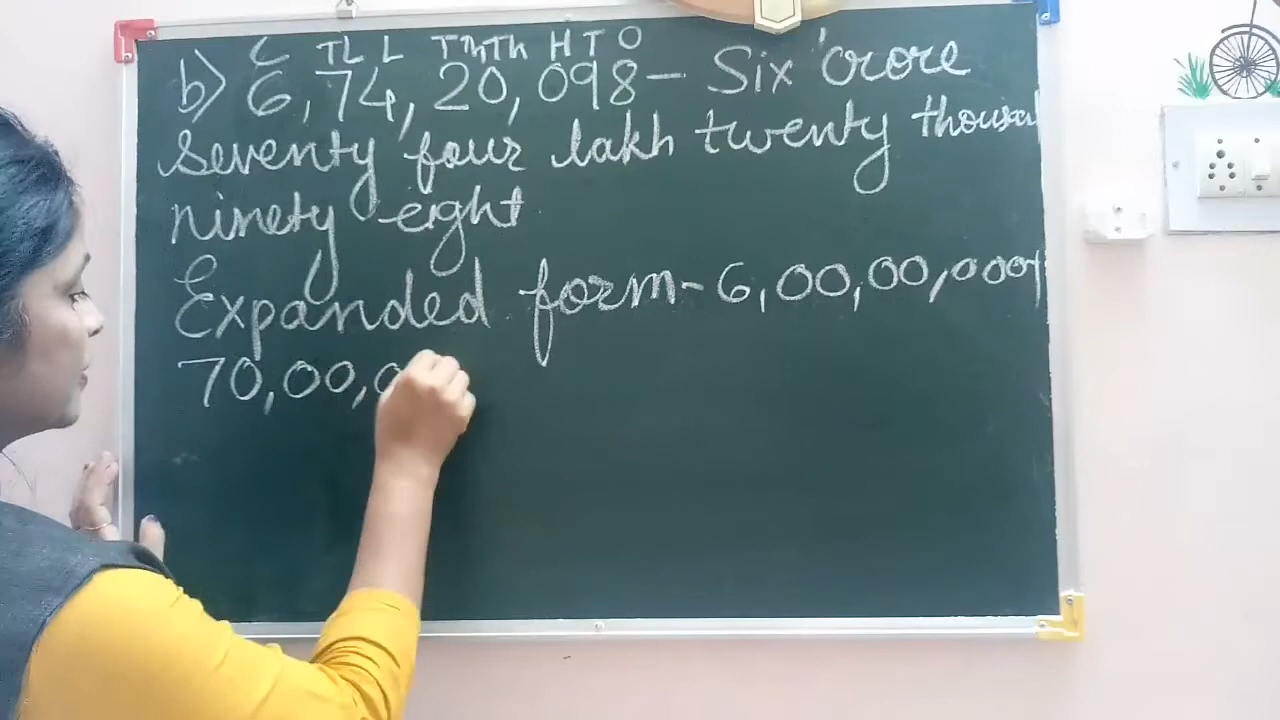 C TL L TTh Th H T O
b) 6,74,20,098 - Six crore
seventy four lakh twenty
ninety eight
Expanded form - 6,00,00,000+
70,00,0